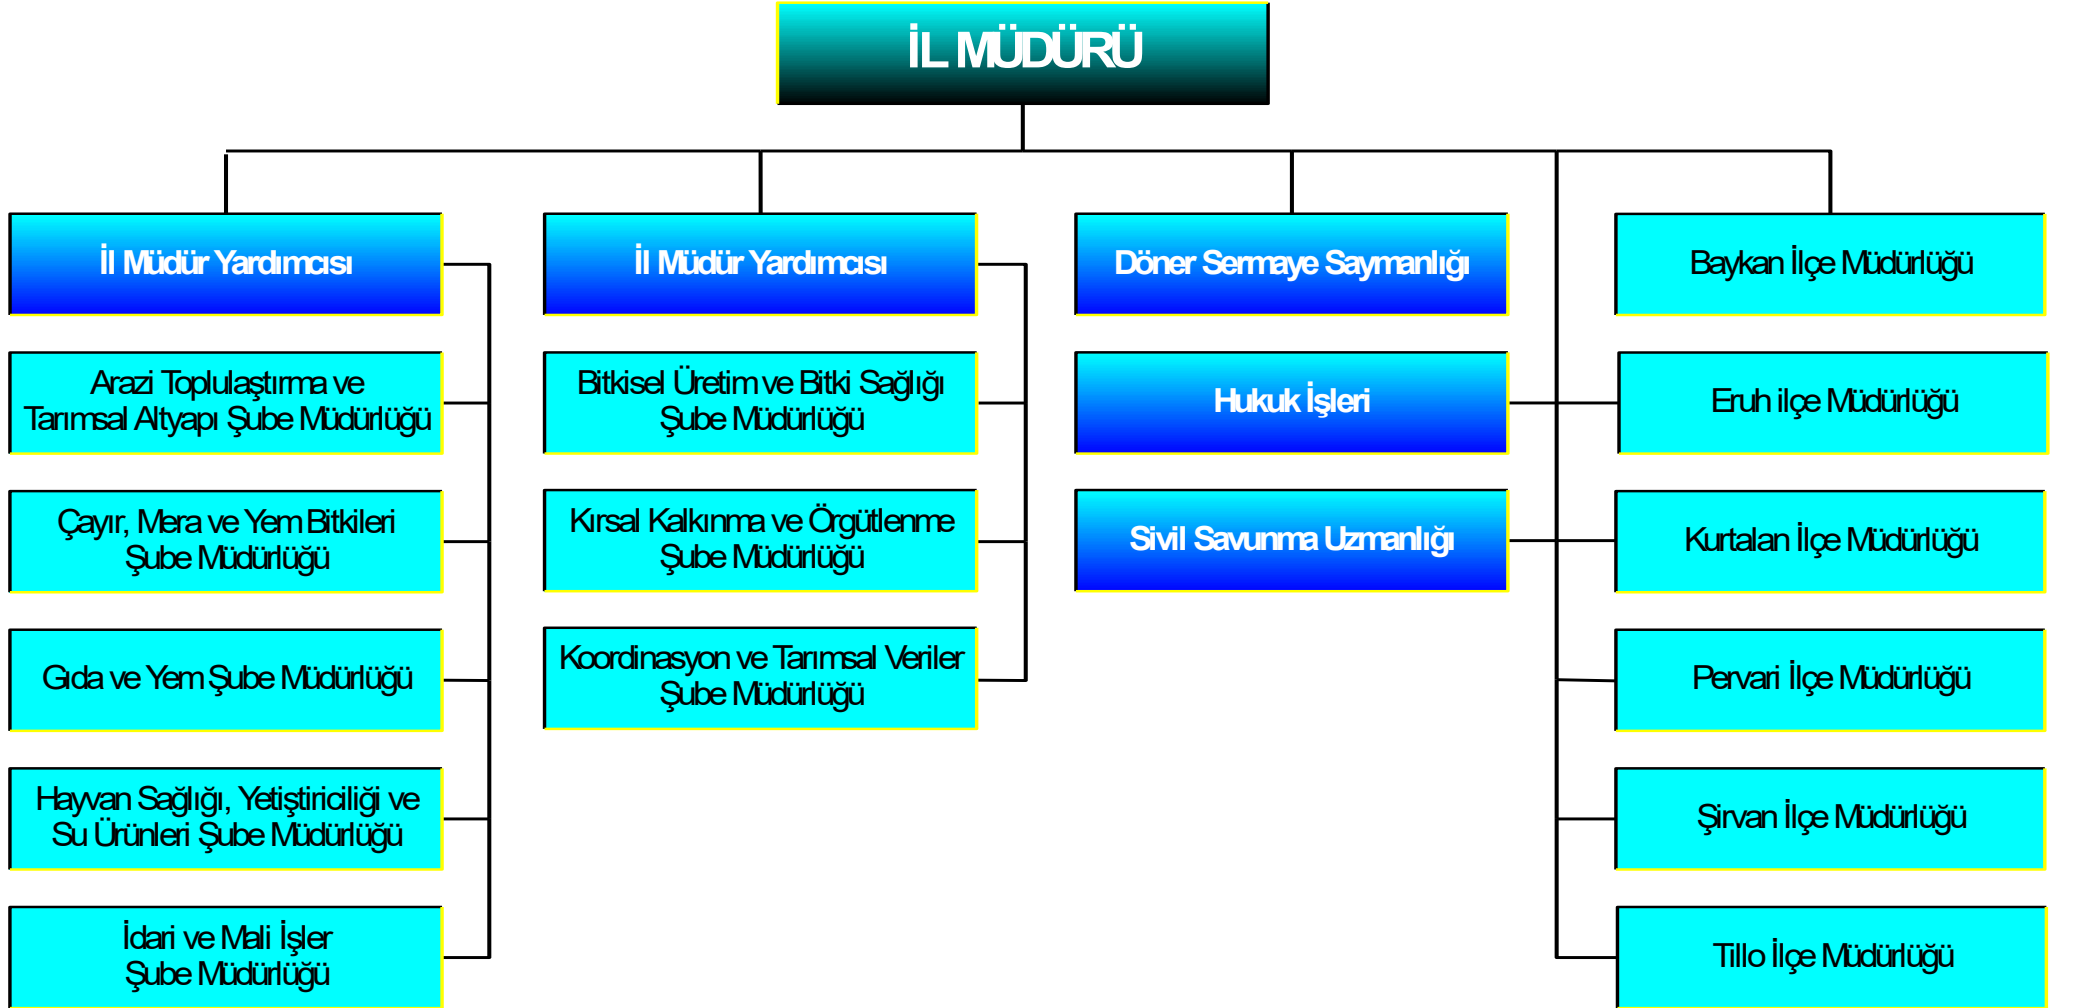 İL MÜDÜRÜ
İl Müdür Yardımcısı
Arazi Toplulaştırma ve
Tarımsal Altyapı Şube Müdürlüğü
Çayır, Mera ve Yem Bitkileri
Şube Müdürlüğü
Gıda ve Yem Şube Müdürlüğü
Hayvan Sağlığı, Yetiştiriciliği ve
Su Ürünleri Şube Müdürlüğü
İdari ve Mali İşler
Şube Müdürlüğü
İl Müdür Yardımcısı
Bitkisel Üretim ve Bitki Sağlığı
Şube Müdürlüğü
Kırsal Kalkınma ve Örgütlenme
Şube Müdürlüğü
Koordinasyon ve Tarımsal Veriler
Şube Müdürlüğü
Döner Sermaye Saymanlığı
Hukuk İşleri
Sivil Savunma Uzmanlığı
Baykan İlçe Müdürlüğü
Eruh ilçe Müdürlüğü
Kurtalan İlçe Müdürlüğü
Pervari İlçe Müdürlüğü
Şirvan İlçe Müdürlüğü
Tillo İlçe Müdürlüğü